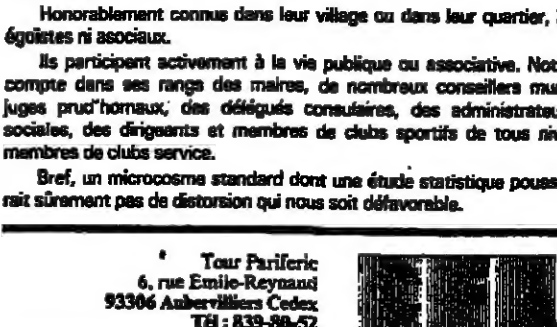 Honorablement connus dans leur village ou dans leur quartier,
égoïstes ni asociaux.
Ils participent activement à la vie publique ou associative. Not
compte dans ses rangs des maires, de nombreux conseillers mu
juges prud'homaux, des délégués consulaires, des administrate
sociales, des dirigeants et membres de clubs sportifs de tous ni
membres de clubs service.
Bref, un microcosme standard dont une étude statistique pous
rait sûrement pas de distorsion qui nous soit défavorable.
Tour Pariferic
6, rue Emile-Reynaud
93306 Aubervilliers Cedex
Tél : 839-80-52